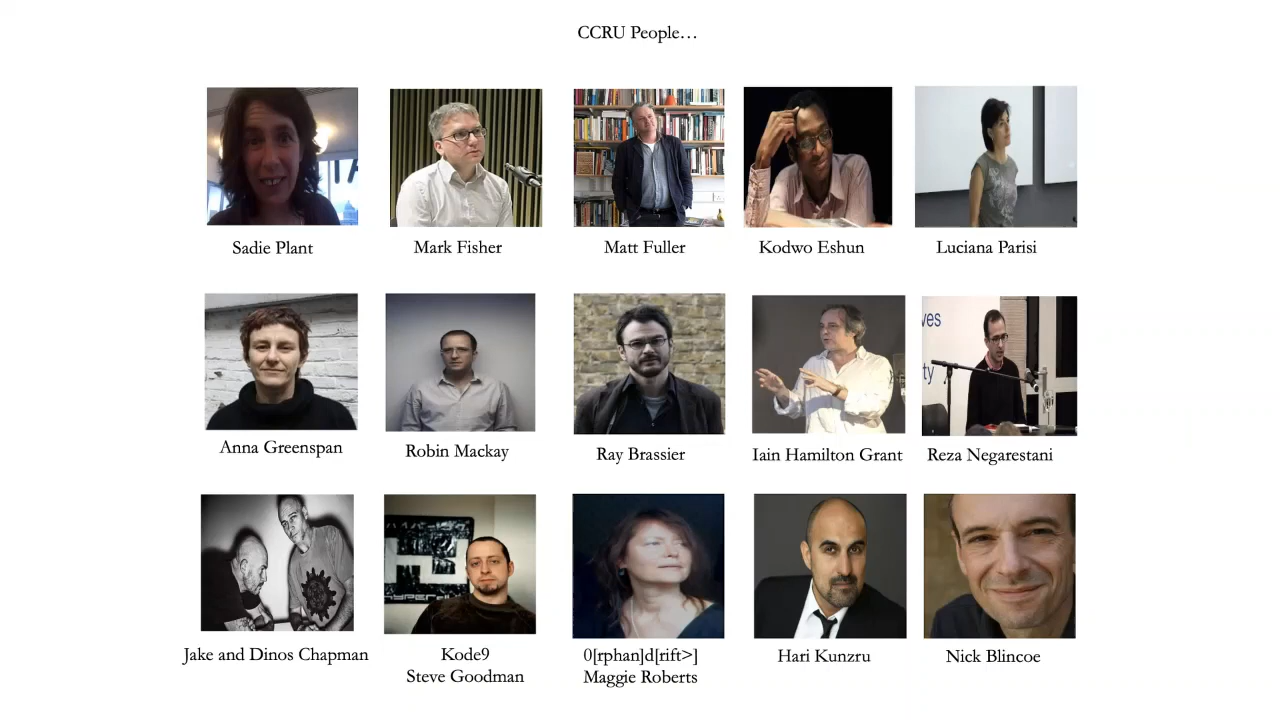 CCRU People…
Sadie Plant
Mark Fisher
Matt Fuller
Kodwo Eshun
Luciana Parisi
Anna Greenspan
Robin Mackay
Ray Brassier
Iain Hamilton Grant
Reza Negarestani
ves
ty
Jake and Dinos Chapman
Kode9
Steve Goodman
0[rphan]d[rift>]
Maggie Roberts
Hari Kunzru
Nick Blincoe